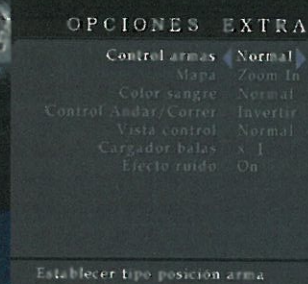 OPCIONES EXTRA
Control armas Normal
Mapa Zoom In
Color sangre Normal
Control Andar/Correr Invertir
Vista control Normal
Cargador balas x 1
Efecto ruido On
Establecer tipo posición arma